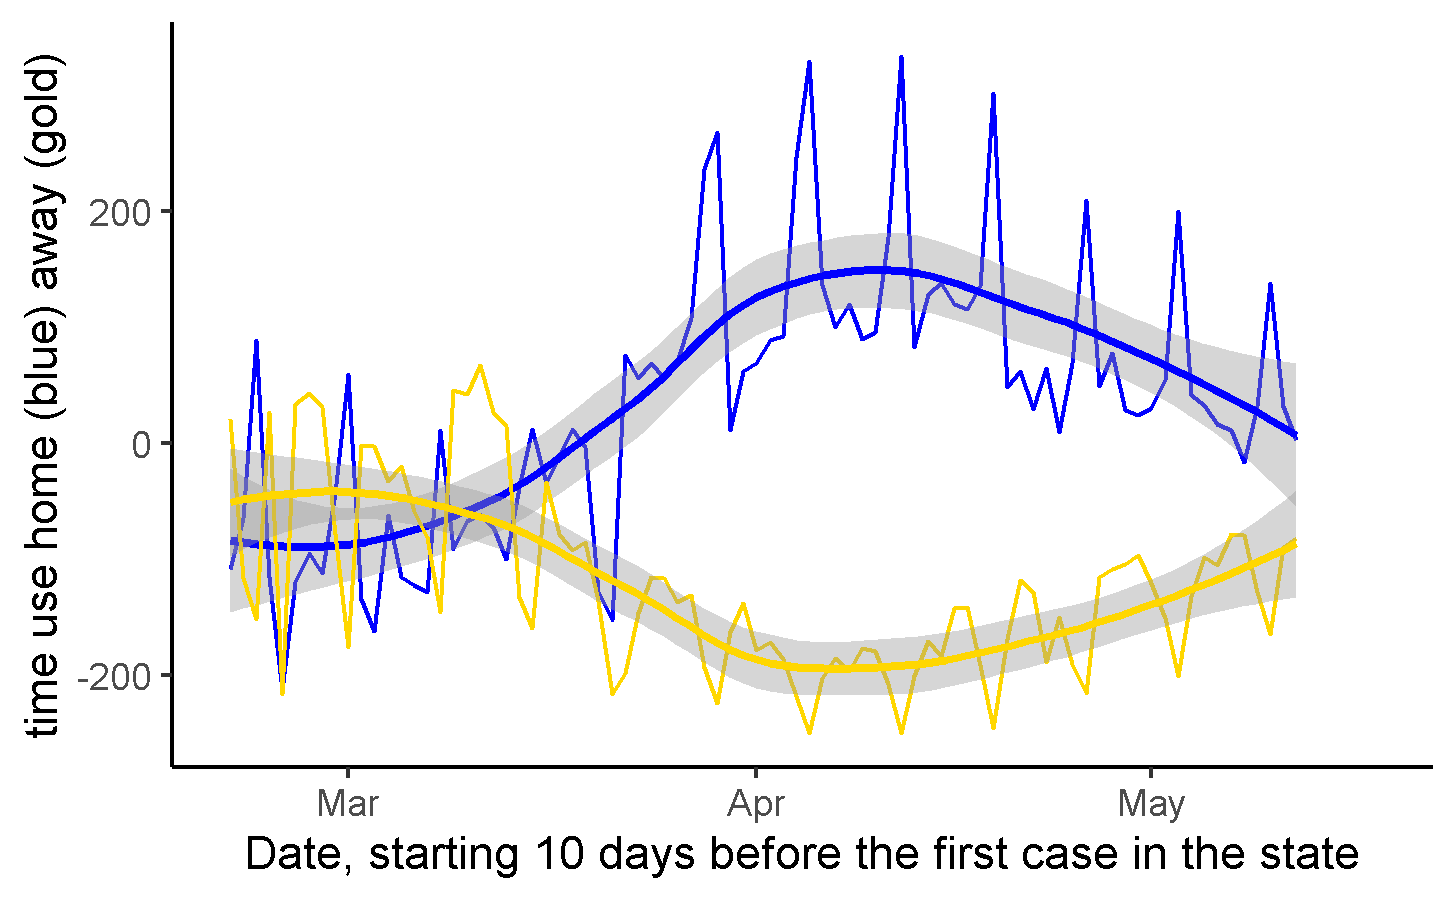 time use home (blue) away (gold)
200
0
-200
Mar
Apr
May
Date, starting 10 days before the first case in the state